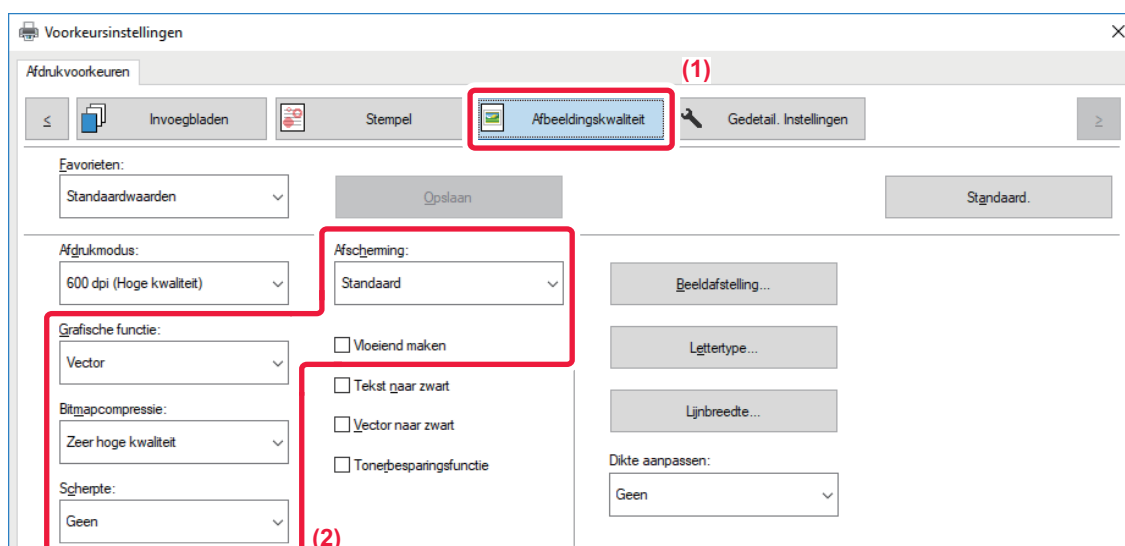 Voorkeursinstellingen
Afdrukvoorkeuren
(1)
≤ Invoegbladen Stempel Afbeeldingskwaliteit Gedetail. Instellingen ≥
Favorieten:
Standaardwaarden Opslaan Standaard.
Afdrukmodus: Afscherming:
600 dpi (Hoge kwaliteit) Standaard Beeldafstelling...
Grafische functie:
Vloeiend maken Lettertype...
Vector
Tekst naar zwart
Bitmapcompressie:
Vector naar zwart Lijnbreedte...
Zeer hoge kwaliteit
Tonerbesparingsfunctie Dikte aanpassen:
Scherpte:
Geen
Geen
(2)